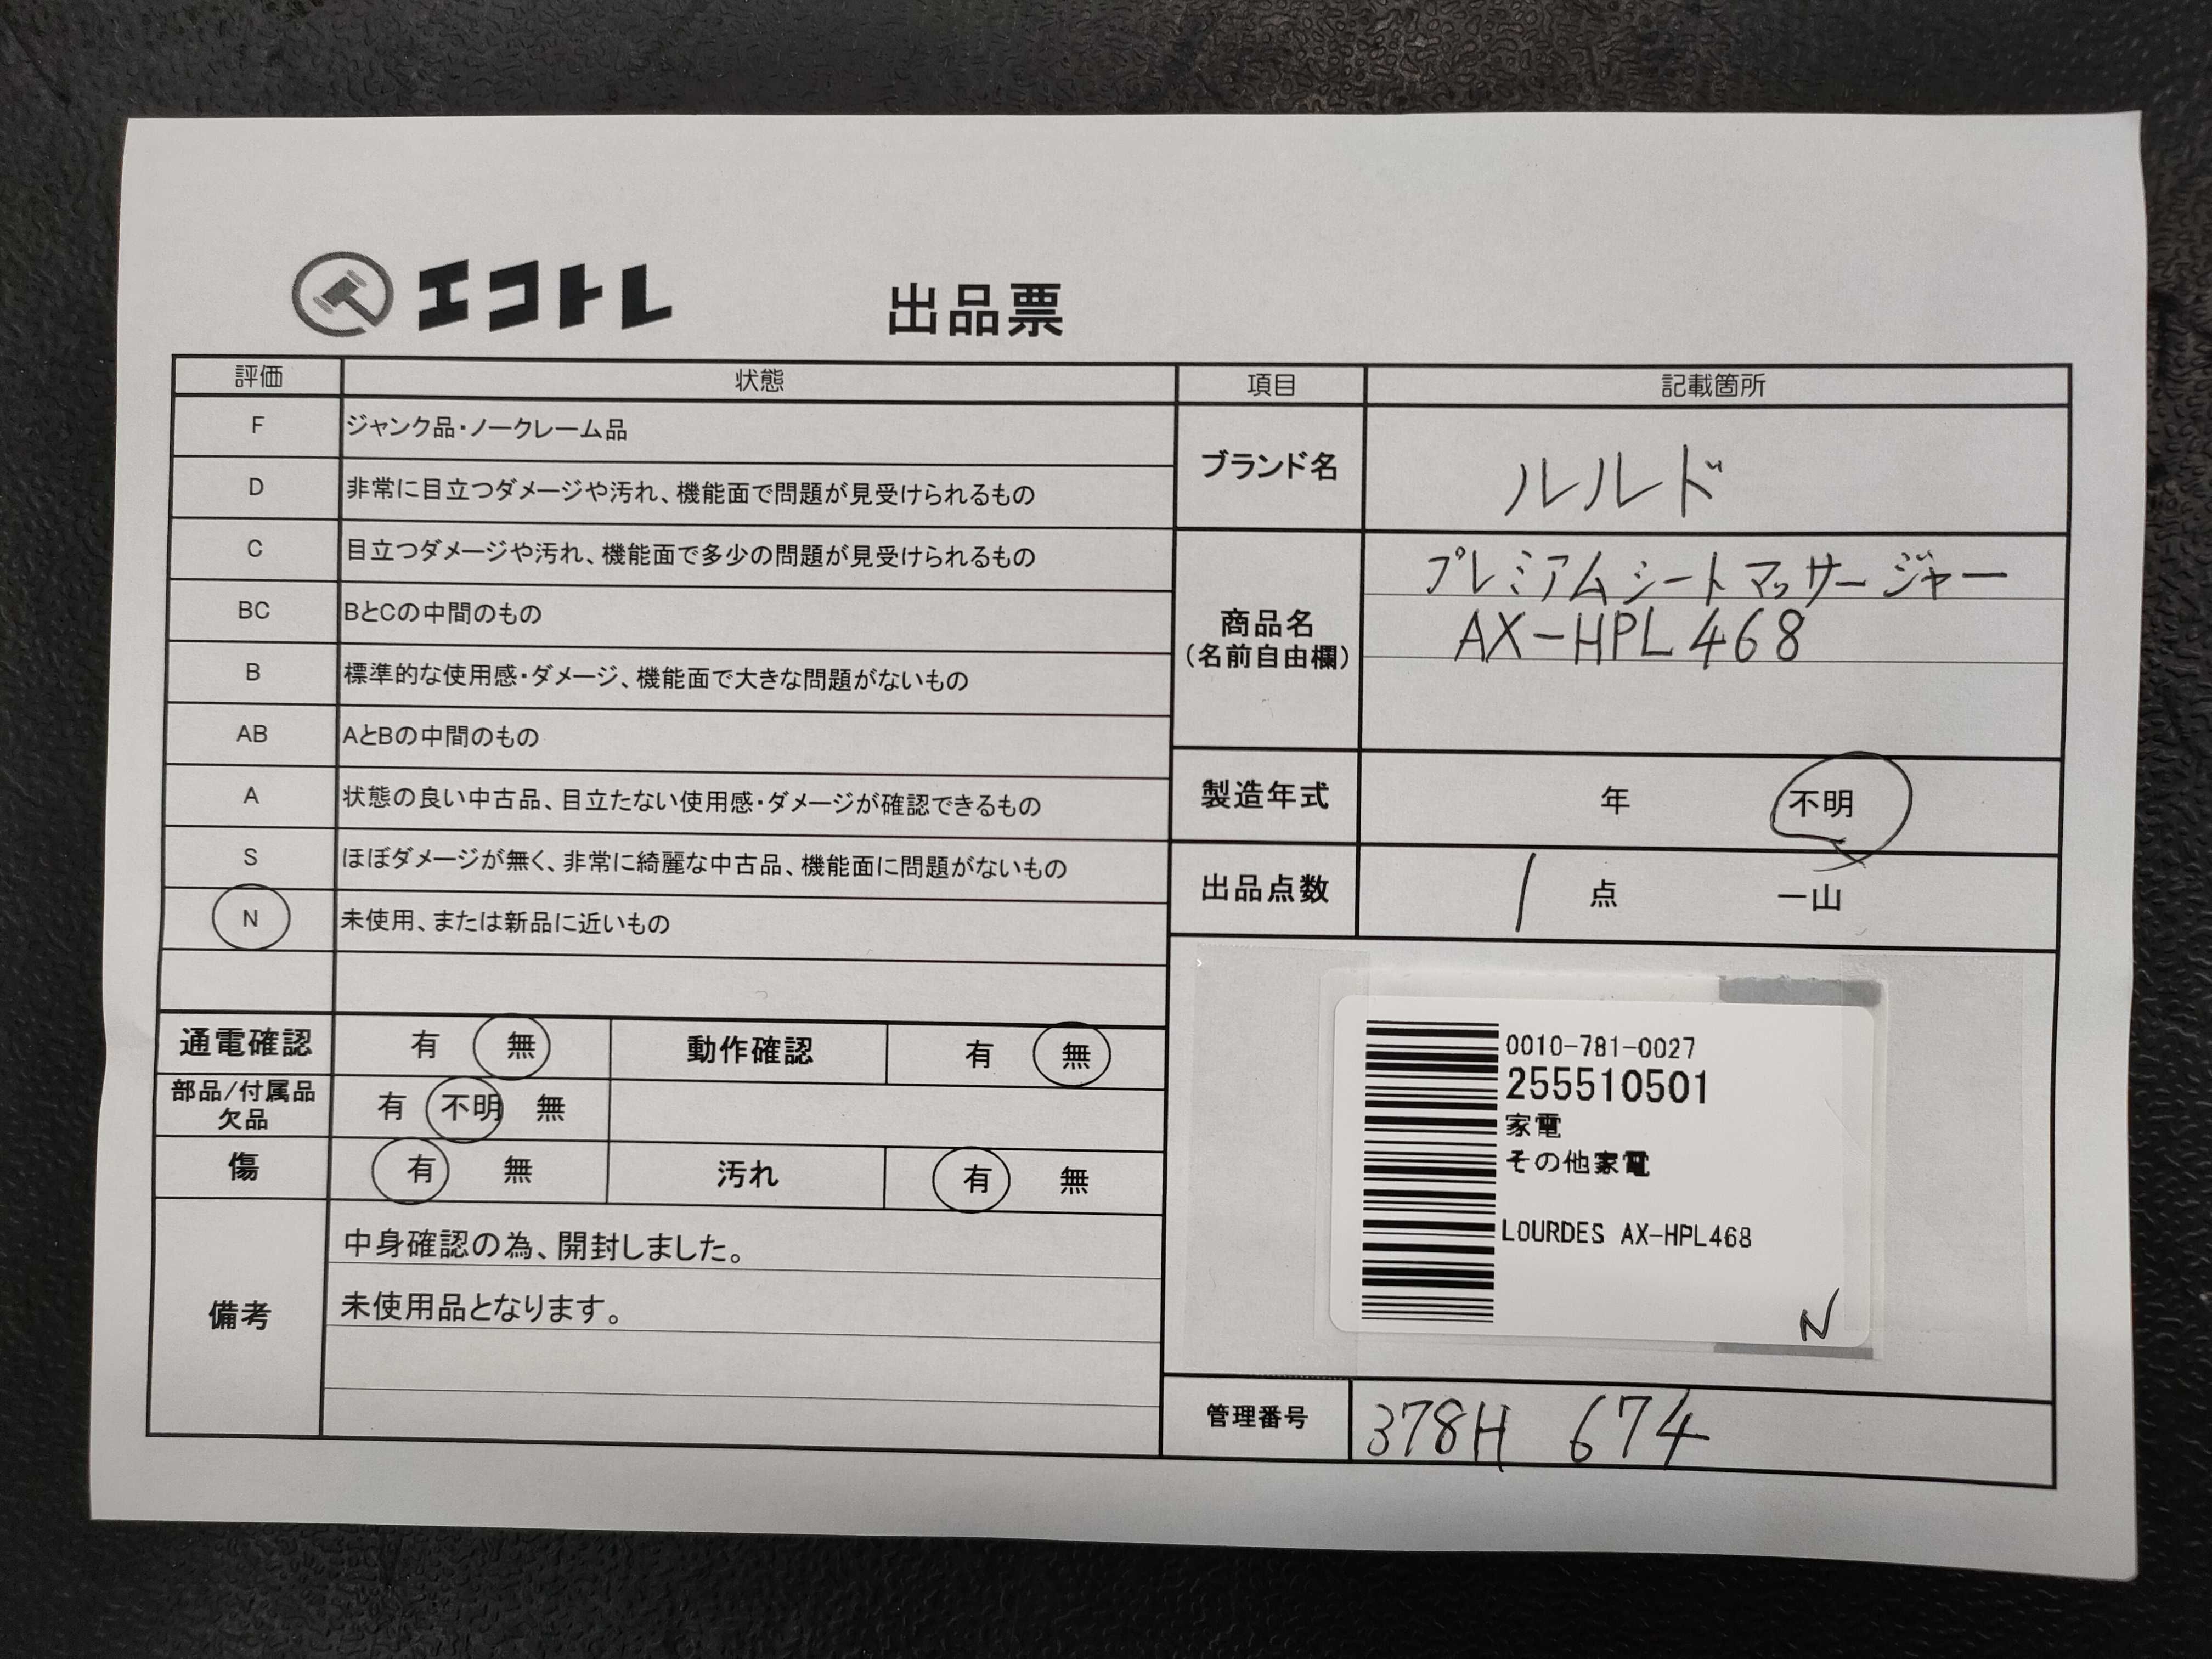 エコトレ
出品票
評価 状態
F ジャンク品・ノークレーム品
D 非常に目立つダメージや汚れ、機能面で問題が見受けられるもの
C 目立つダメージや汚れ、機能面で多少の問題が見受けられるもの
BC BとCの中間のもの
B 標準的な使用感・ダメージ、機能面で大きな問題がないもの
AB AとBの中間のもの
A 状態の良い中古品、目立たない使用感・ダメージが確認できるもの
S ほぼダメージが無く、非常に綺麗な中古品、機能面に問題がないもの
N 未使用、または新品に近いもの
通電確認 有 無 動作確認 有 無
部品/付属品
欠品
有 不明 無
傷 有 無 汚れ 有 無
備考
中身確認の為、開封しました。
未使用品となります。
項目 記載箇所
ブランド名 ルルド
商品名
(名前自由欄)
プレミアムシートマッサージャー
AX-HPL468
製造年式 年 不明
出品点数 1 点 一山
0010-781-0027
255510501
家電
その他家電
LOURDES AX-HPL468
N
管理番号 378H 674